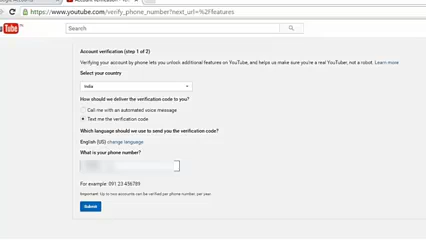 https://www.youtube.com/verify_phone_number?next_url=%2Ffeatures
Tube
Search
Account verification (step 1 of 2)
Verifying your account by phone lets you unlock additional features on YouTube, and helps us make sure you're a real YouTuber, not a robot. Learn more
Select your country
India
How should we deliver the verification code to you?
Call me with an automated voice message
Text me the verification code
Which language should we use to send you the verification code?
English (US) change language
What is your phone number?
For example: 091 23 456789
Important: Up to two accounts can be verified per phone number, per year.
Submit